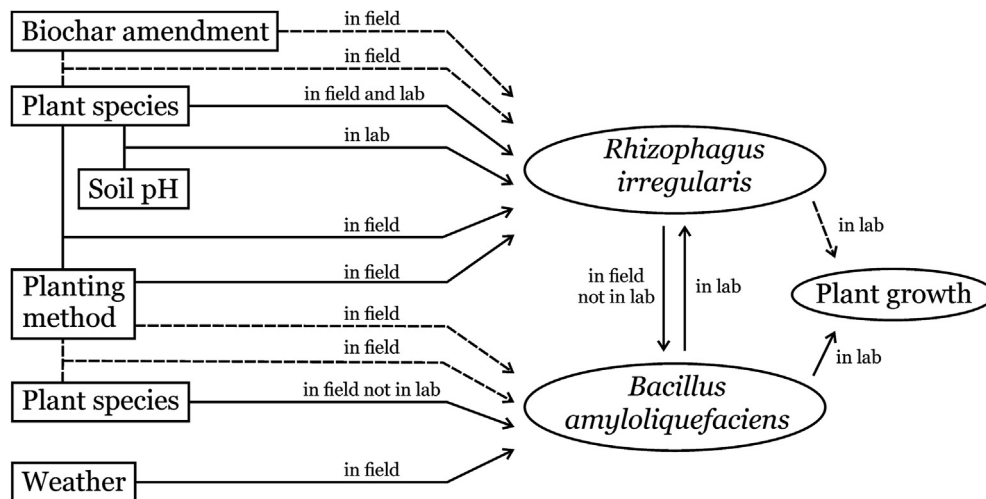 Biochar amendment
in field
in field
Plant species
in field and lab
in lab
Soil pH
Rhizophagus
irregularis
in field
in lab
Planting
method
in field
in field
not in lab
in lab
Plant growth
in field
in field
in lab
Plant species
in field not in lab
Bacillus
amyloliquefaciens
Weather
in field